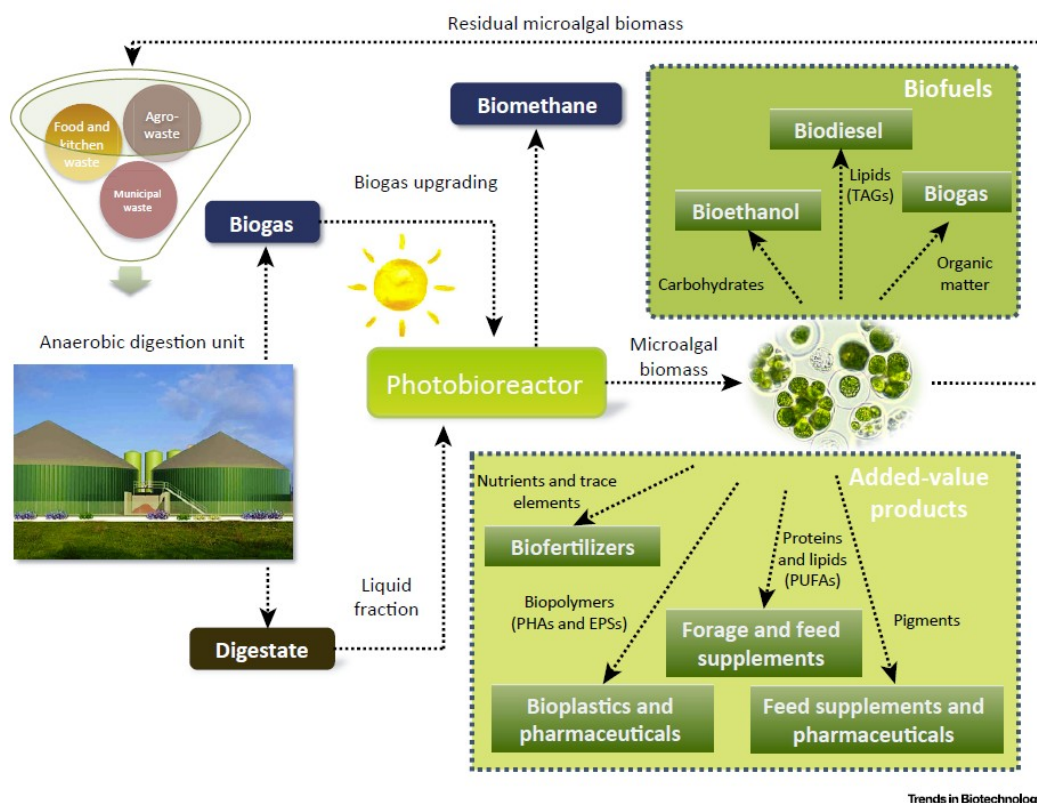 Residual microalgal biomass
Food and
kitchen
waste
Agro-
waste
Municipal
waste
Biogas
Biogas upgrading
Biomethane
Biofuels
Biodiesel
Lipids
(TAGs)
Bioethanol
Biogas
Carbohydrates
Organic
matter
Anaerobic digestion unit
Photobioreactor
Microalgal
biomass
Liquid
fraction
Digestate
Added-value
products
Nutrients and trace
elements
Biofertilizers
Proteins
and lipids
(PUFAs)
Biopolymers
(PHAs and EPSs)
Forage and feed
supplements
Pigments
Bioplastics and
pharmaceuticals
Feed supplements and
pharmaceuticals
Trends in Biotechnolog